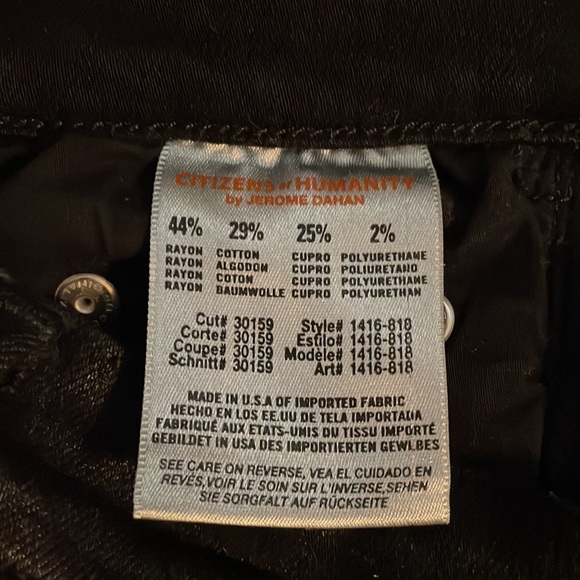 CITIZENS of HUMANITY
by JEROME DAHAN
44% 29% 25% 2%
RAYON COTTON CUPRO POLYURETHANE
RAYON ALGODON CUPRO POLIURETANO
RAYON COTON CUPRO POLYURETHANE
RAYON BAUMWOLLE CUPRO POLYURETHAN
Cut# 30159 Style# 1416-818
Corte# 30159 Estilo# 1416-818
Coupe# 30159 Modèle# 1416-818
Schnitt# 30159 Art# 1416-818
MADE IN U.S.A OF IMPORTED FABRIC
HECHO EN LOS EE.UU DE TELA IMPORTADA
FABRIQUÉ AUX ETATS-UNIS DU TISSU IMPORTÉ
GEBILDET IN USA DES IMPORTIERTEN GEWEBES
SEE CARE ON REVERSE, VEA EL CUIDADO EN
REVÉS, VOIR LE SOIN SUR L'INVERSE, SEHEN
SIE SORGFALT AUF RÜCKSEITE